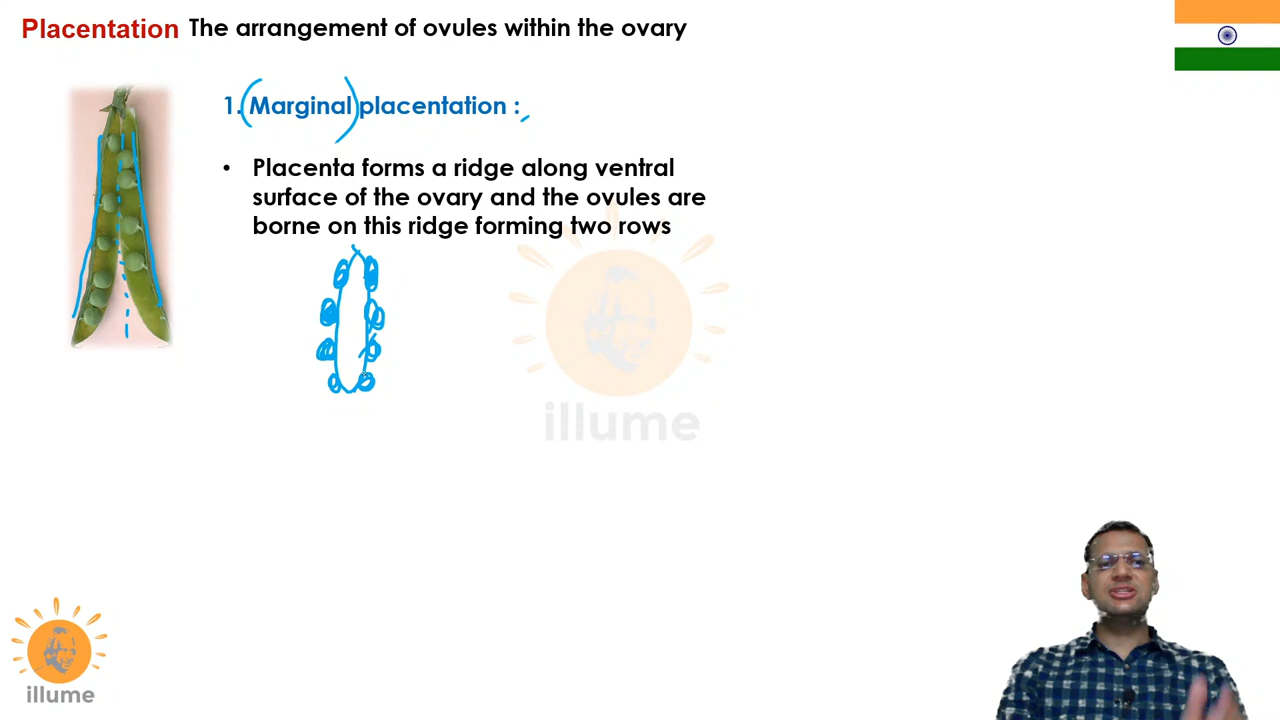 Placentation The arrangement of ovules within the ovary
1. Marginal placentation :
• Placenta forms a ridge along ventral
surface of the ovary and the ovules are
borne on this ridge forming two rows
illume
illume